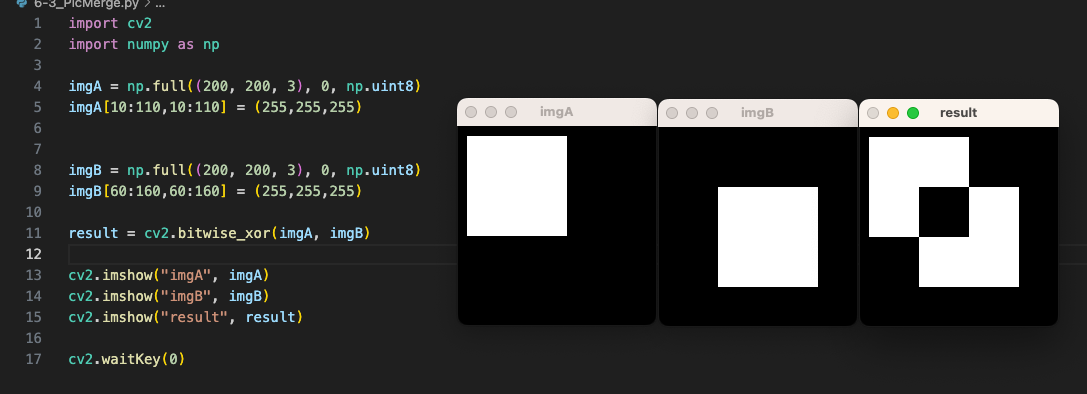 6-3_PicMerge.py > ...
1 import cv2
2 import numpy as np
3
4 imgA = np.full((200, 200, 3), 0, np.uint8)
5 imgA[10:110,10:110] = (255,255,255)
6
7
8 imgB = np.full((200, 200, 3), 0, np.uint8)
9 imgB[60:160,60:160] = (255,255,255)
10
11 result = cv2.bitwise_xor(imgA, imgB)
12
13 cv2.imshow("imgA", imgA)
14 cv2.imshow("imgB", imgB)
15 cv2.imshow("result", result)
16
17 cv2.waitKey(0)
imgA
imgB
result